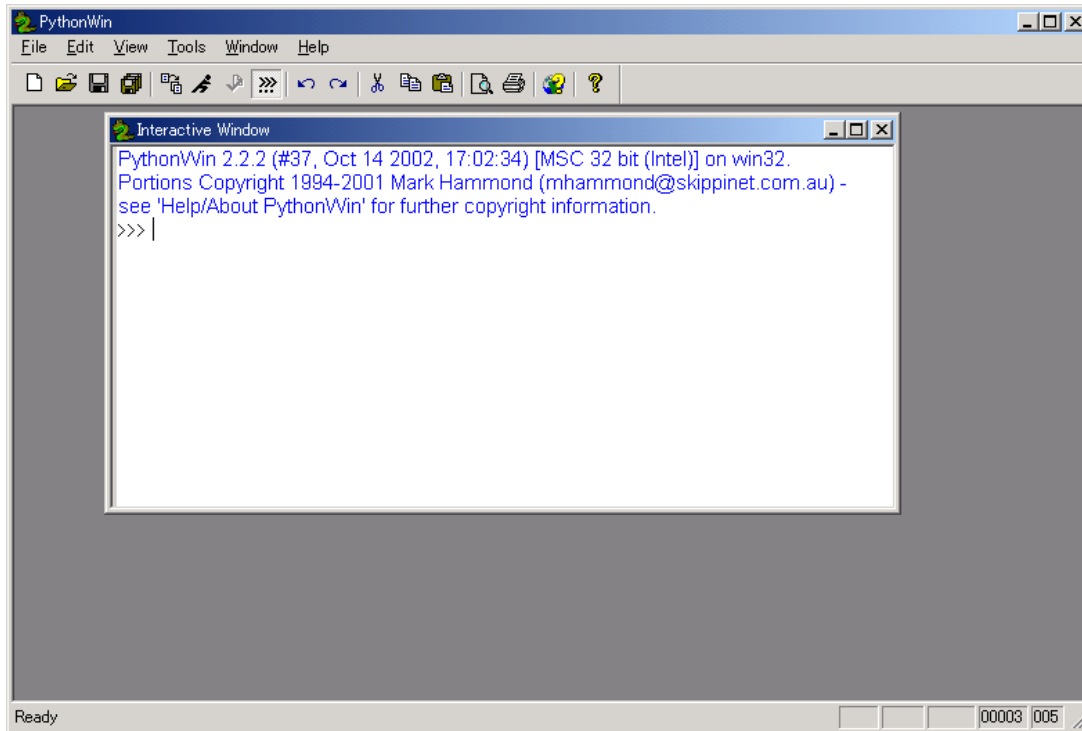 PythonWin
File Edit View Tools Window Help
Interactive Window
PythonWin 2.2.2 (#37, Oct 14 2002, 17:02:34) [MSC 32 bit (Intel)] on win32.
Portions Copyright 1994-2001 Mark Hammond (mhammond@skippinet.com.au) -
see 'Help/About PythonWin' for further copyright information.
>>>
Ready 00003 005